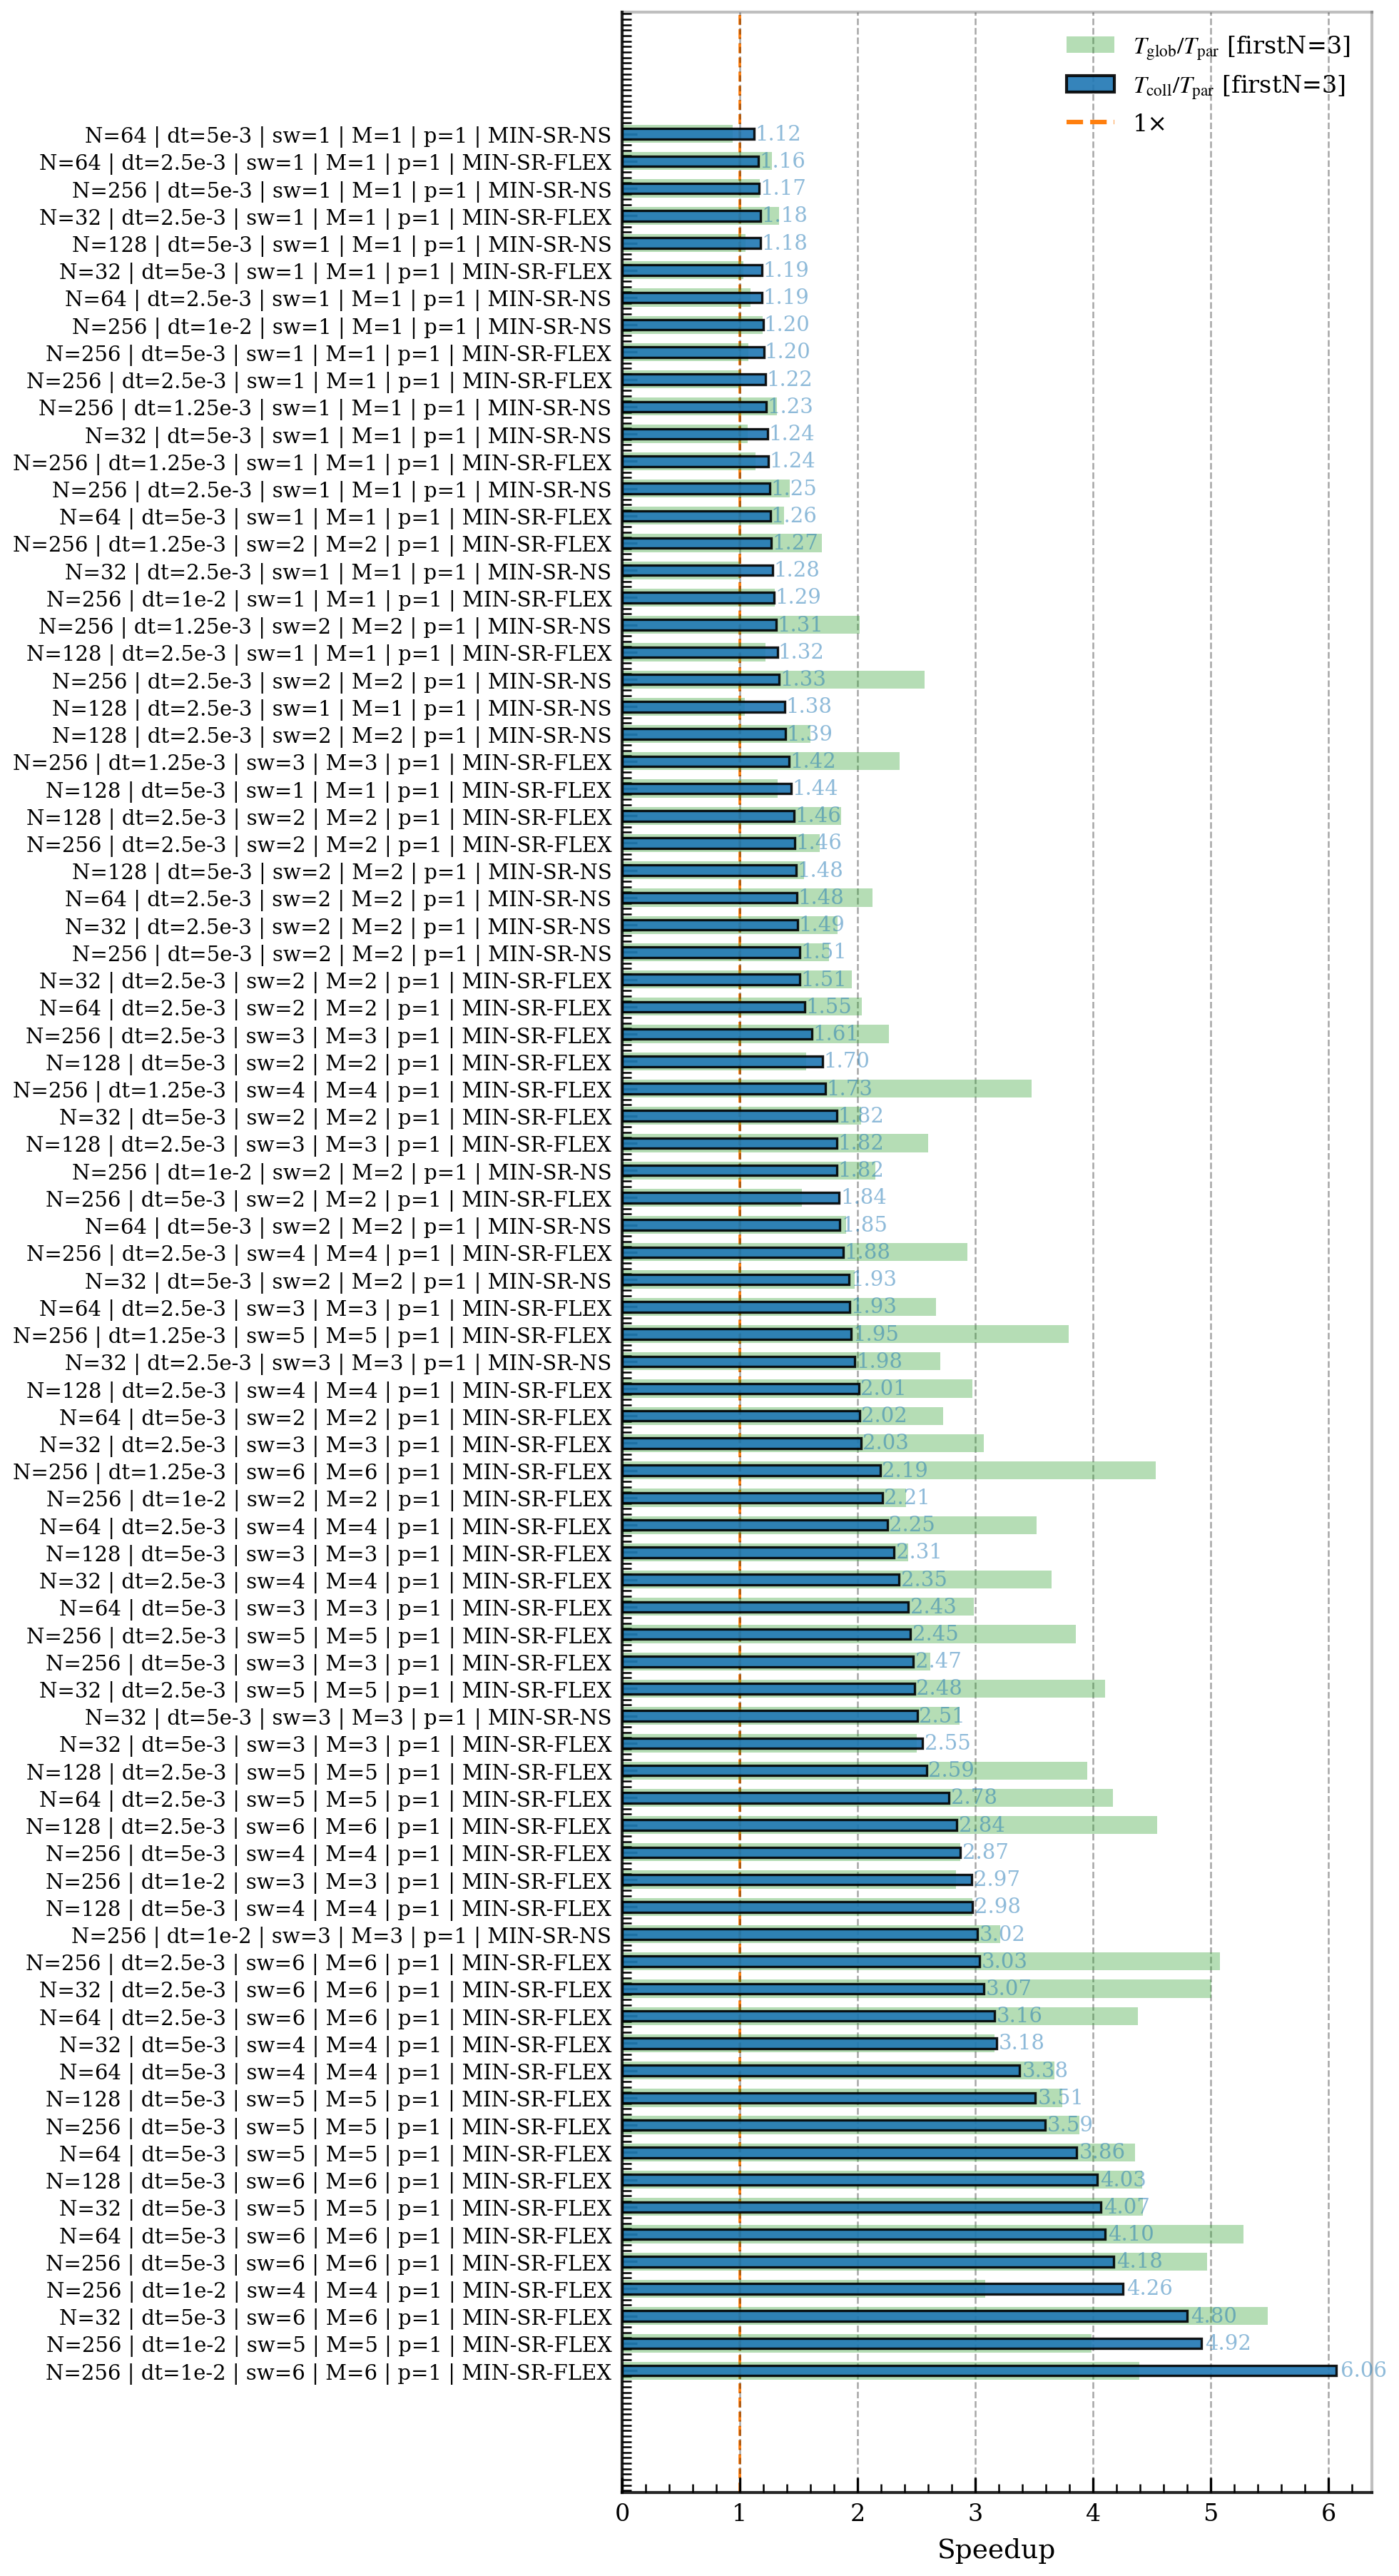 T_glob/T_par [firstN=3]
T_coll/T_par [firstN=3]
1×
N=64 | dt=5e-3 | sw=1 | M=1 | p=1 | MIN-SR-NS 1.12
N=64 | dt=2.5e-3 | sw=1 | M=1 | p=1 | MIN-SR-FLEX 1.16
N=256 | dt=5e-3 | sw=1 | M=1 | p=1 | MIN-SR-NS 1.17
N=32 | dt=2.5e-3 | sw=1 | M=1 | p=1 | MIN-SR-FLEX 1.18
N=128 | dt=5e-3 | sw=1 | M=1 | p=1 | MIN-SR-NS 1.18
N=32 | dt=5e-3 | sw=1 | M=1 | p=1 | MIN-SR-FLEX 1.19
N=64 | dt=2.5e-3 | sw=1 | M=1 | p=1 | MIN-SR-NS 1.19
N=256 | dt=1e-2 | sw=1 | M=1 | p=1 | MIN-SR-NS 1.20
N=256 | dt=5e-3 | sw=1 | M=1 | p=1 | MIN-SR-FLEX 1.20
N=256 | dt=2.5e-3 | sw=1 | M=1 | p=1 | MIN-SR-FLEX 1.22
N=256 | dt=1.25e-3 | sw=1 | M=1 | p=1 | MIN-SR-NS 1.23
N=32 | dt=5e-3 | sw=1 | M=1 | p=1 | MIN-SR-NS 1.24
N=256 | dt=1.25e-3 | sw=1 | M=1 | p=1 | MIN-SR-FLEX 1.24
N=256 | dt=2.5e-3 | sw=1 | M=1 | p=1 | MIN-SR-NS 1.25
N=64 | dt=5e-3 | sw=1 | M=1 | p=1 | MIN-SR-FLEX 1.26
N=256 | dt=1.25e-3 | sw=2 | M=2 | p=1 | MIN-SR-FLEX 1.27
N=32 | dt=2.5e-3 | sw=1 | M=1 | p=1 | MIN-SR-NS 1.28
N=256 | dt=1e-2 | sw=1 | M=1 | p=1 | MIN-SR-FLEX 1.29
N=256 | dt=1.25e-3 | sw=2 | M=2 | p=1 | MIN-SR-NS 1.31
N=128 | dt=2.5e-3 | sw=1 | M=1 | p=1 | MIN-SR-FLEX 1.32
N=256 | dt=2.5e-3 | sw=2 | M=2 | p=1 | MIN-SR-NS 1.33
N=128 | dt=2.5e-3 | sw=1 | M=1 | p=1 | MIN-SR-NS 1.38
N=128 | dt=2.5e-3 | sw=2 | M=2 | p=1 | MIN-SR-NS 1.39
N=256 | dt=1.25e-3 | sw=3 | M=3 | p=1 | MIN-SR-FLEX 1.42
N=128 | dt=5e-3 | sw=1 | M=1 | p=1 | MIN-SR-FLEX 1.44
N=128 | dt=2.5e-3 | sw=2 | M=2 | p=1 | MIN-SR-FLEX 1.46
N=256 | dt=2.5e-3 | sw=2 | M=2 | p=1 | MIN-SR-FLEX 1.46
N=128 | dt=5e-3 | sw=2 | M=2 | p=1 | MIN-SR-NS 1.48
N=64 | dt=2.5e-3 | sw=2 | M=2 | p=1 | MIN-SR-NS 1.48
N=32 | dt=2.5e-3 | sw=2 | M=2 | p=1 | MIN-SR-NS 1.49
N=256 | dt=5e-3 | sw=2 | M=2 | p=1 | MIN-SR-NS 1.51
N=32 | dt=2.5e-3 | sw=2 | M=2 | p=1 | MIN-SR-FLEX 1.51
N=64 | dt=2.5e-3 | sw=2 | M=2 | p=1 | MIN-SR-FLEX 1.55
N=256 | dt=2.5e-3 | sw=3 | M=3 | p=1 | MIN-SR-FLEX 1.61
N=128 | dt=5e-3 | sw=2 | M=2 | p=1 | MIN-SR-FLEX 1.70
N=256 | dt=1.25e-3 | sw=4 | M=4 | p=1 | MIN-SR-FLEX 1.73
N=32 | dt=5e-3 | sw=2 | M=2 | p=1 | MIN-SR-FLEX 1.82
N=128 | dt=2.5e-3 | sw=3 | M=3 | p=1 | MIN-SR-FLEX 1.82
N=256 | dt=1e-2 | sw=2 | M=2 | p=1 | MIN-SR-NS 1.82
N=256 | dt=5e-3 | sw=2 | M=2 | p=1 | MIN-SR-FLEX 1.84
N=64 | dt=5e-3 | sw=2 | M=2 | p=1 | MIN-SR-NS 1.85
N=256 | dt=2.5e-3 | sw=4 | M=4 | p=1 | MIN-SR-FLEX 1.88
N=32 | dt=5e-3 | sw=2 | M=2 | p=1 | MIN-SR-NS 1.93
N=64 | dt=2.5e-3 | sw=3 | M=3 | p=1 | MIN-SR-FLEX 1.93
N=256 | dt=1.25e-3 | sw=5 | M=5 | p=1 | MIN-SR-FLEX 1.95
N=32 | dt=2.5e-3 | sw=3 | M=3 | p=1 | MIN-SR-NS 1.98
N=128 | dt=2.5e-3 | sw=4 | M=4 | p=1 | MIN-SR-FLEX 2.01
N=64 | dt=5e-3 | sw=2 | M=2 | p=1 | MIN-SR-FLEX 2.02
N=32 | dt=2.5e-3 | sw=3 | M=3 | p=1 | MIN-SR-FLEX 2.03
N=256 | dt=1.25e-3 | sw=6 | M=6 | p=1 | MIN-SR-FLEX 2.19
N=256 | dt=1e-2 | sw=2 | M=2 | p=1 | MIN-SR-FLEX 2.21
N=64 | dt=2.5e-3 | sw=4 | M=4 | p=1 | MIN-SR-FLEX 2.25
N=128 | dt=5e-3 | sw=3 | M=3 | p=1 | MIN-SR-FLEX 2.31
N=32 | dt=2.5e-3 | sw=4 | M=4 | p=1 | MIN-SR-FLEX 2.35
N=64 | dt=5e-3 | sw=3 | M=3 | p=1 | MIN-SR-FLEX 2.43
N=256 | dt=2.5e-3 | sw=5 | M=5 | p=1 | MIN-SR-FLEX 2.45
N=256 | dt=5e-3 | sw=3 | M=3 | p=1 | MIN-SR-FLEX 2.47
N=32 | dt=2.5e-3 | sw=5 | M=5 | p=1 | MIN-SR-FLEX 2.48
N=32 | dt=5e-3 | sw=3 | M=3 | p=1 | MIN-SR-NS 2.51
N=32 | dt=5e-3 | sw=3 | M=3 | p=1 | MIN-SR-FLEX 2.55
N=128 | dt=2.5e-3 | sw=5 | M=5 | p=1 | MIN-SR-FLEX 2.59
N=64 | dt=2.5e-3 | sw=5 | M=5 | p=1 | MIN-SR-FLEX 2.78
N=128 | dt=2.5e-3 | sw=6 | M=6 | p=1 | MIN-SR-FLEX 2.84
N=256 | dt=5e-3 | sw=4 | M=4 | p=1 | MIN-SR-FLEX 2.87
N=256 | dt=1e-2 | sw=3 | M=3 | p=1 | MIN-SR-FLEX 2.97
N=128 | dt=5e-3 | sw=4 | M=4 | p=1 | MIN-SR-FLEX 2.98
N=256 | dt=1e-2 | sw=3 | M=3 | p=1 | MIN-SR-NS 3.02
N=256 | dt=2.5e-3 | sw=6 | M=6 | p=1 | MIN-SR-FLEX 3.03
N=32 | dt=2.5e-3 | sw=6 | M=6 | p=1 | MIN-SR-FLEX 3.07
N=64 | dt=2.5e-3 | sw=6 | M=6 | p=1 | MIN-SR-FLEX 3.16
N=32 | dt=5e-3 | sw=4 | M=4 | p=1 | MIN-SR-FLEX 3.18
N=64 | dt=5e-3 | sw=4 | M=4 | p=1 | MIN-SR-FLEX 3.38
N=128 | dt=5e-3 | sw=5 | M=5 | p=1 | MIN-SR-FLEX 3.51
N=256 | dt=5e-3 | sw=5 | M=5 | p=1 | MIN-SR-FLEX 3.59
N=64 | dt=5e-3 | sw=5 | M=5 | p=1 | MIN-SR-FLEX 3.86
N=128 | dt=5e-3 | sw=6 | M=6 | p=1 | MIN-SR-FLEX 4.03
N=32 | dt=5e-3 | sw=5 | M=5 | p=1 | MIN-SR-FLEX 4.07
N=64 | dt=5e-3 | sw=6 | M=6 | p=1 | MIN-SR-FLEX 4.10
N=256 | dt=5e-3 | sw=6 | M=6 | p=1 | MIN-SR-FLEX 4.18
N=256 | dt=1e-2 | sw=4 | M=4 | p=1 | MIN-SR-FLEX 4.26
N=32 | dt=5e-3 | sw=6 | M=6 | p=1 | MIN-SR-FLEX 4.80
N=256 | dt=1e-2 | sw=5 | M=5 | p=1 | MIN-SR-FLEX 4.92
N=256 | dt=1e-2 | sw=6 | M=6 | p=1 | MIN-SR-FLEX 6.06
0 1 2 3 4 5 6
Speedup